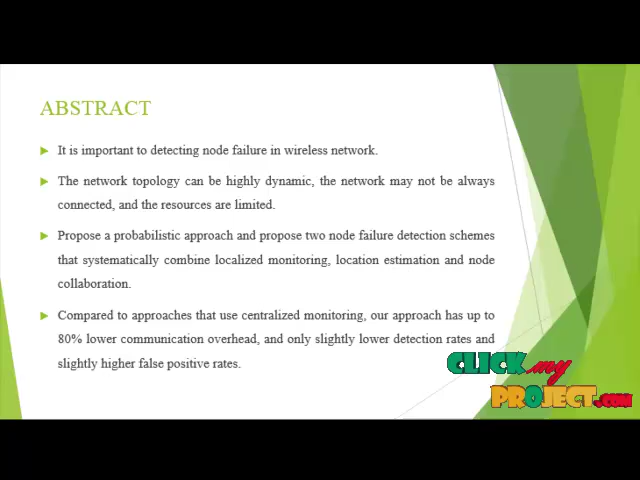 ABSTRACT
It is important to detecting node failure in wireless network.
The network topology can be highly dynamic, the network may not be always
connected, and the resources are limited.
Propose a probabilistic approach and propose two node failure detection schemes
that systematically combine localized monitoring, location estimation and node
collaboration.
Compared to approaches that use centralized monitoring, our approach has up to
80% lower communication overhead, and only slightly lower detection rates and
slightly higher false positive rates.
CLICK my
PROJECT.COM